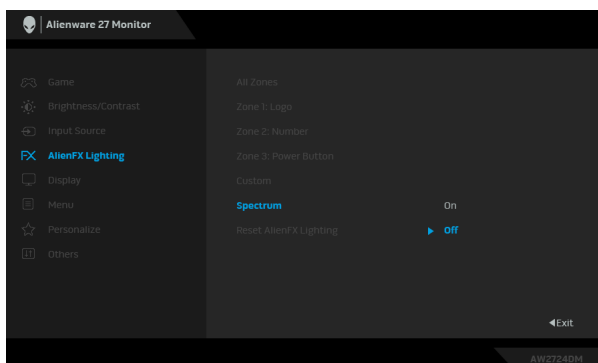 Alienware 27 Monitor
Game
All Zones
Brightness/Contrast
Zone 1: Logo
Input Source
Zone 2: Number
AlienFX Lighting
Zone 3: Power Button
Display
Custom
Menu
Spectrum On
Personalize
Reset AlienFX Lighting Off
Others
Exit
AW2724DM